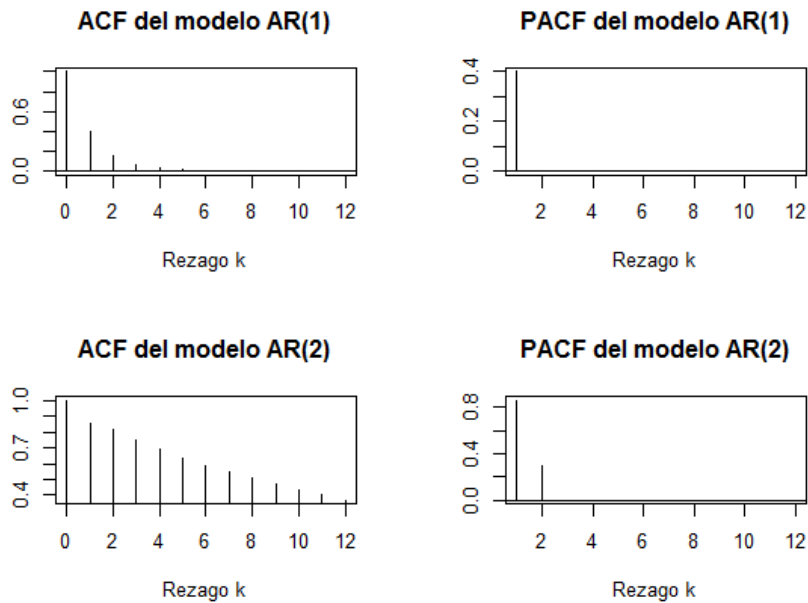 ACF del modelo AR(1)
0.6
0.0
0 2 4 6 8 10 12
Rezago k
PACF del modelo AR(1)
0.4
0.2
0.0
2 4 6 8 10 12
Rezago k
ACF del modelo AR(2)
1.0
0.7
0.4
0 2 4 6 8 10 12
Rezago k
PACF del modelo AR(2)
0.8
0.4
0.0
2 4 6 8 10 12
Rezago k